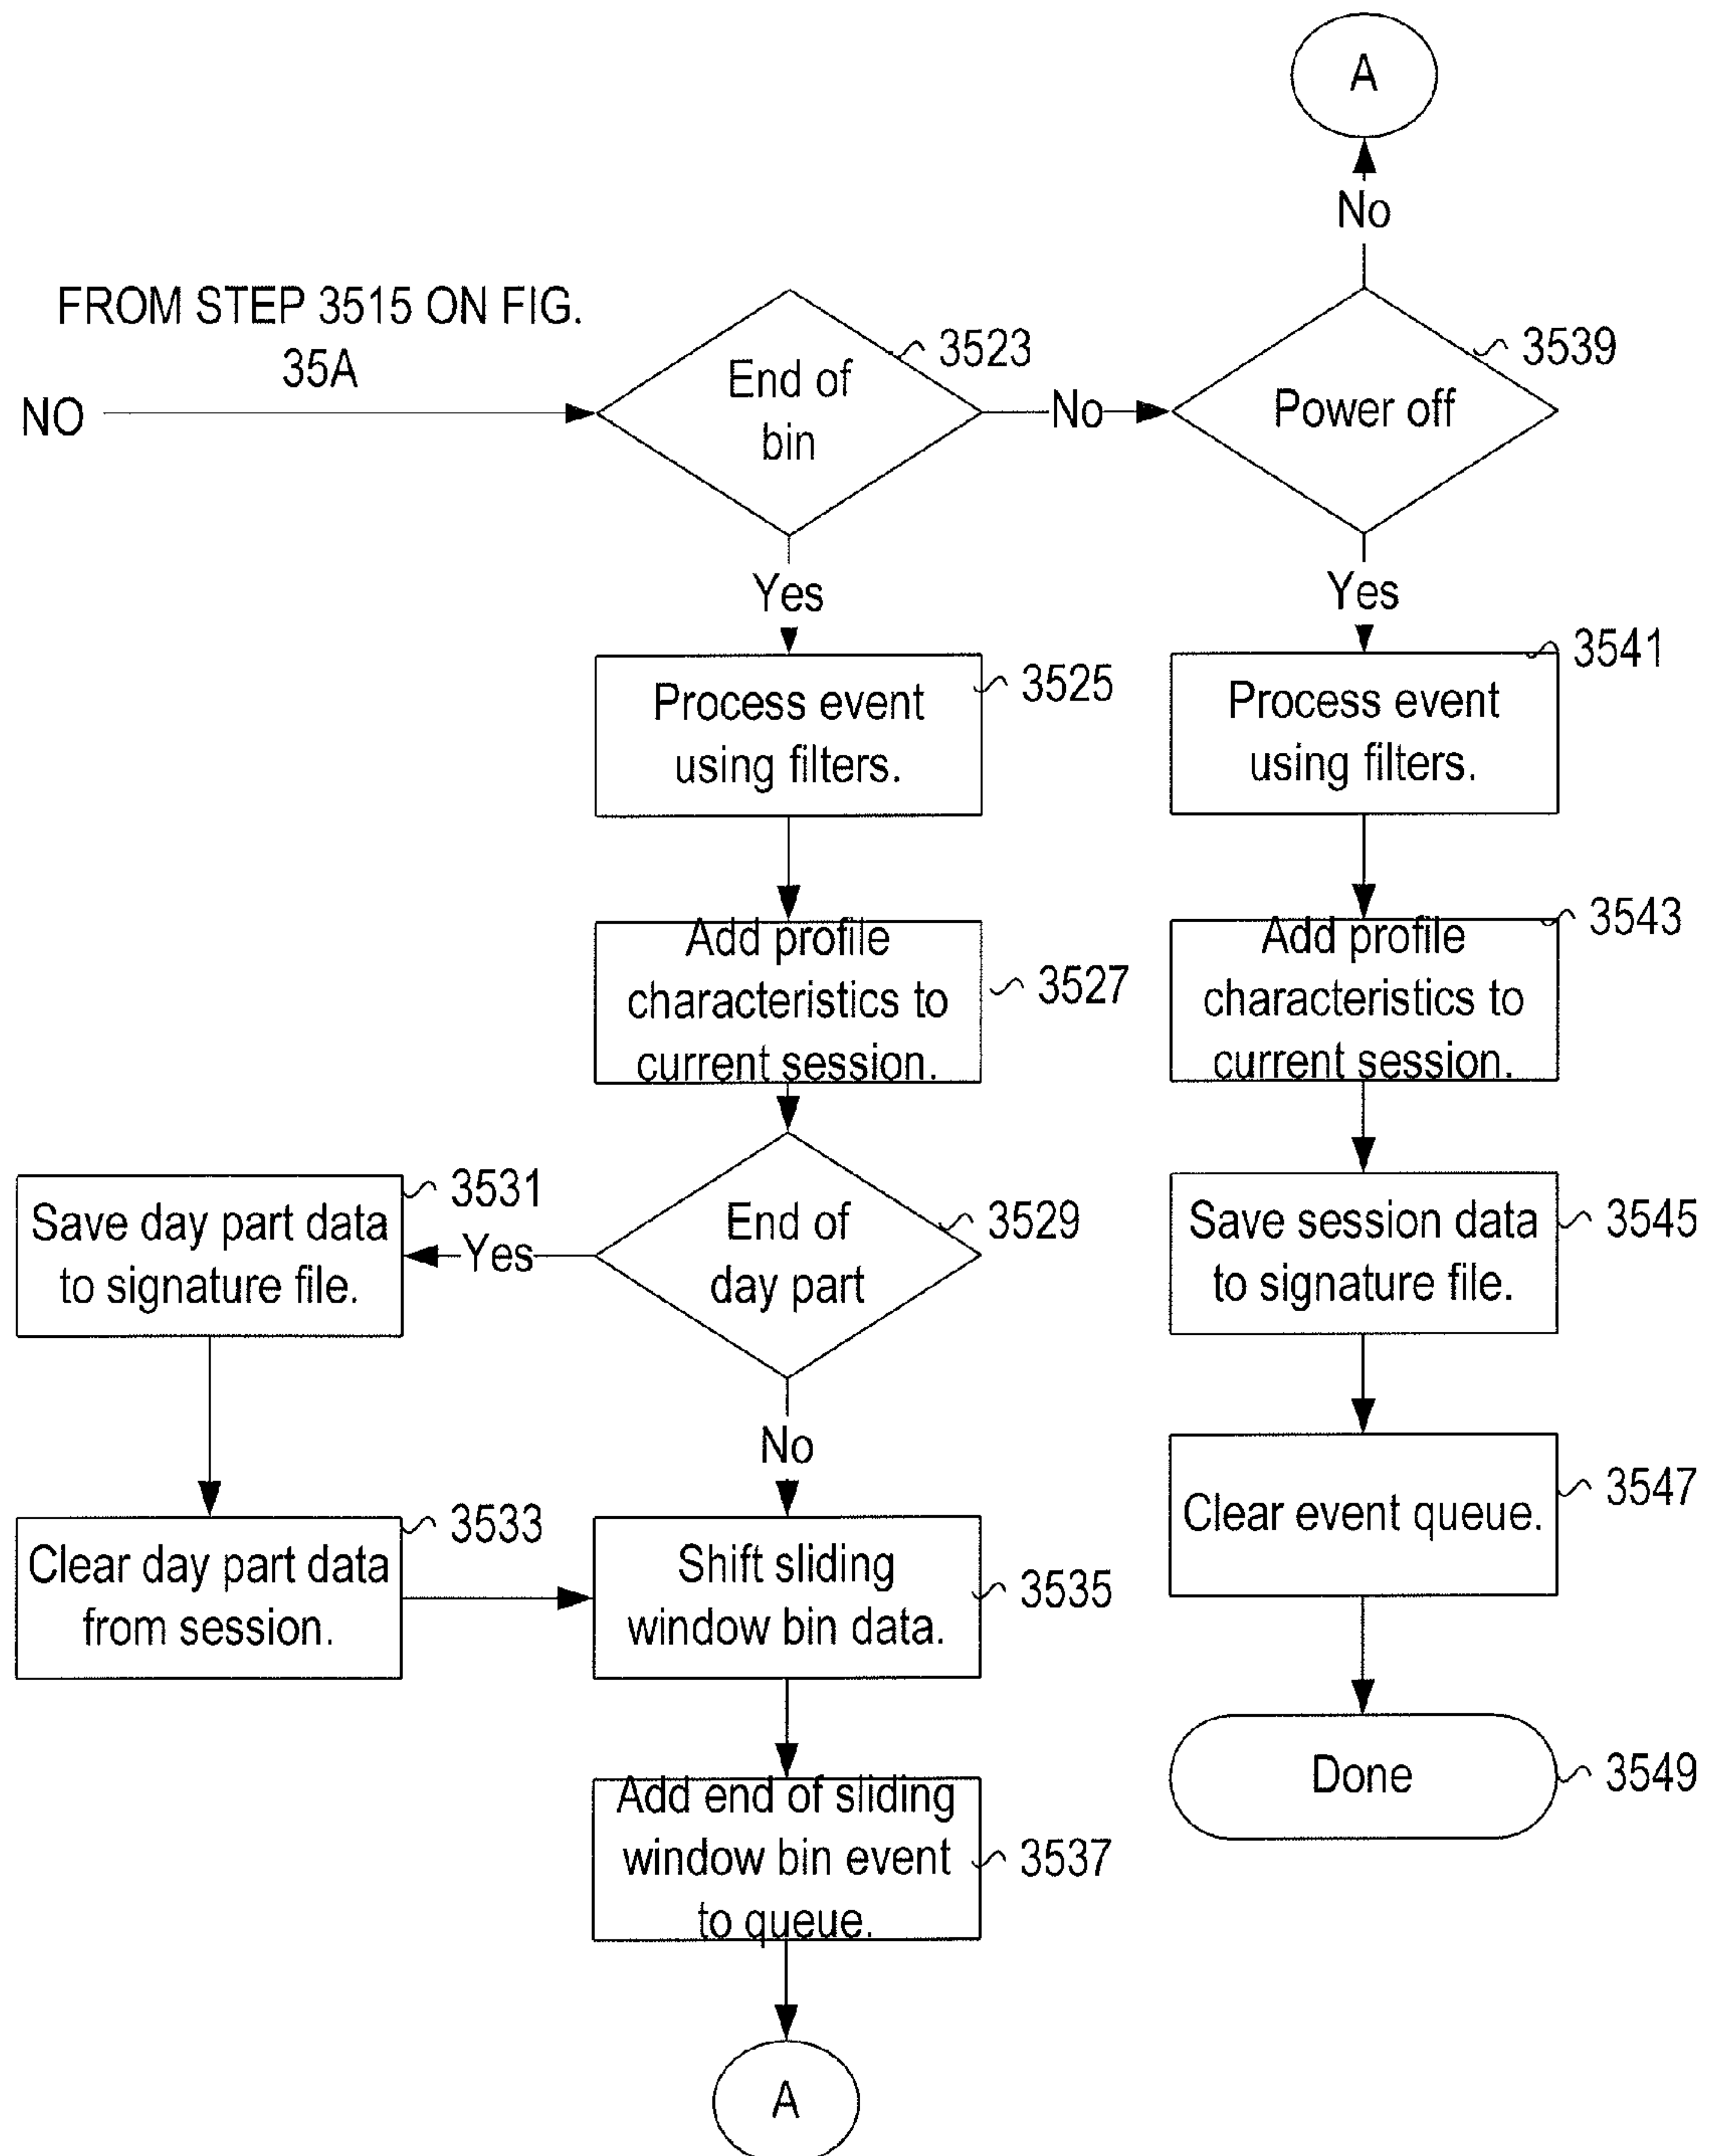 A
No
FROM STEP 3515 ON FIG.
35A
NO
End of
bin
3523
No
Power off
3539
Yes
Yes
Process event
using filters.
3525
Process event
using filters.
3541
Add profile
characteristics to
current session.
3527
Add profile
characteristics to
current session.
3543
Save day part data
to signature file.
3531
Yes
End of
day part
3529
Save session data
to signature file.
3545
No
Clear event queue.
3547
Clear day part data
from session.
3533
Shift sliding
window bin data.
3535
Done
3549
Add end of sliding
window bin event
to queue.
3537
A